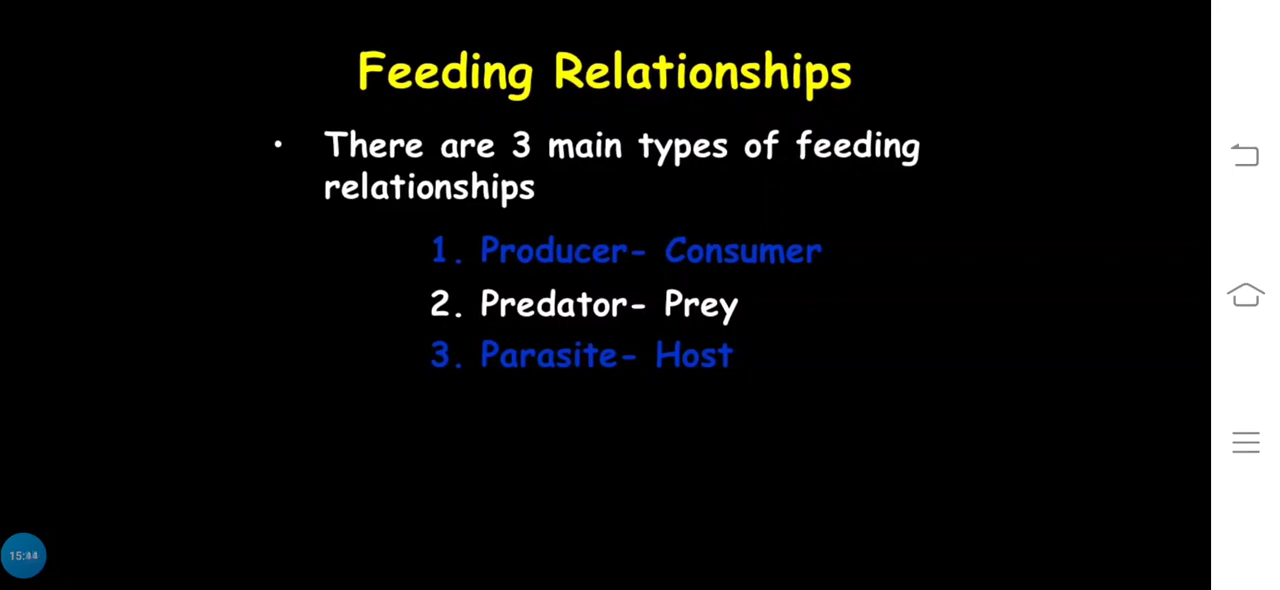 Feeding Relationships
• There are 3 main types of feeding
relationships
1. Producer- Consumer
2. Predator- Prey
3. Parasite- Host